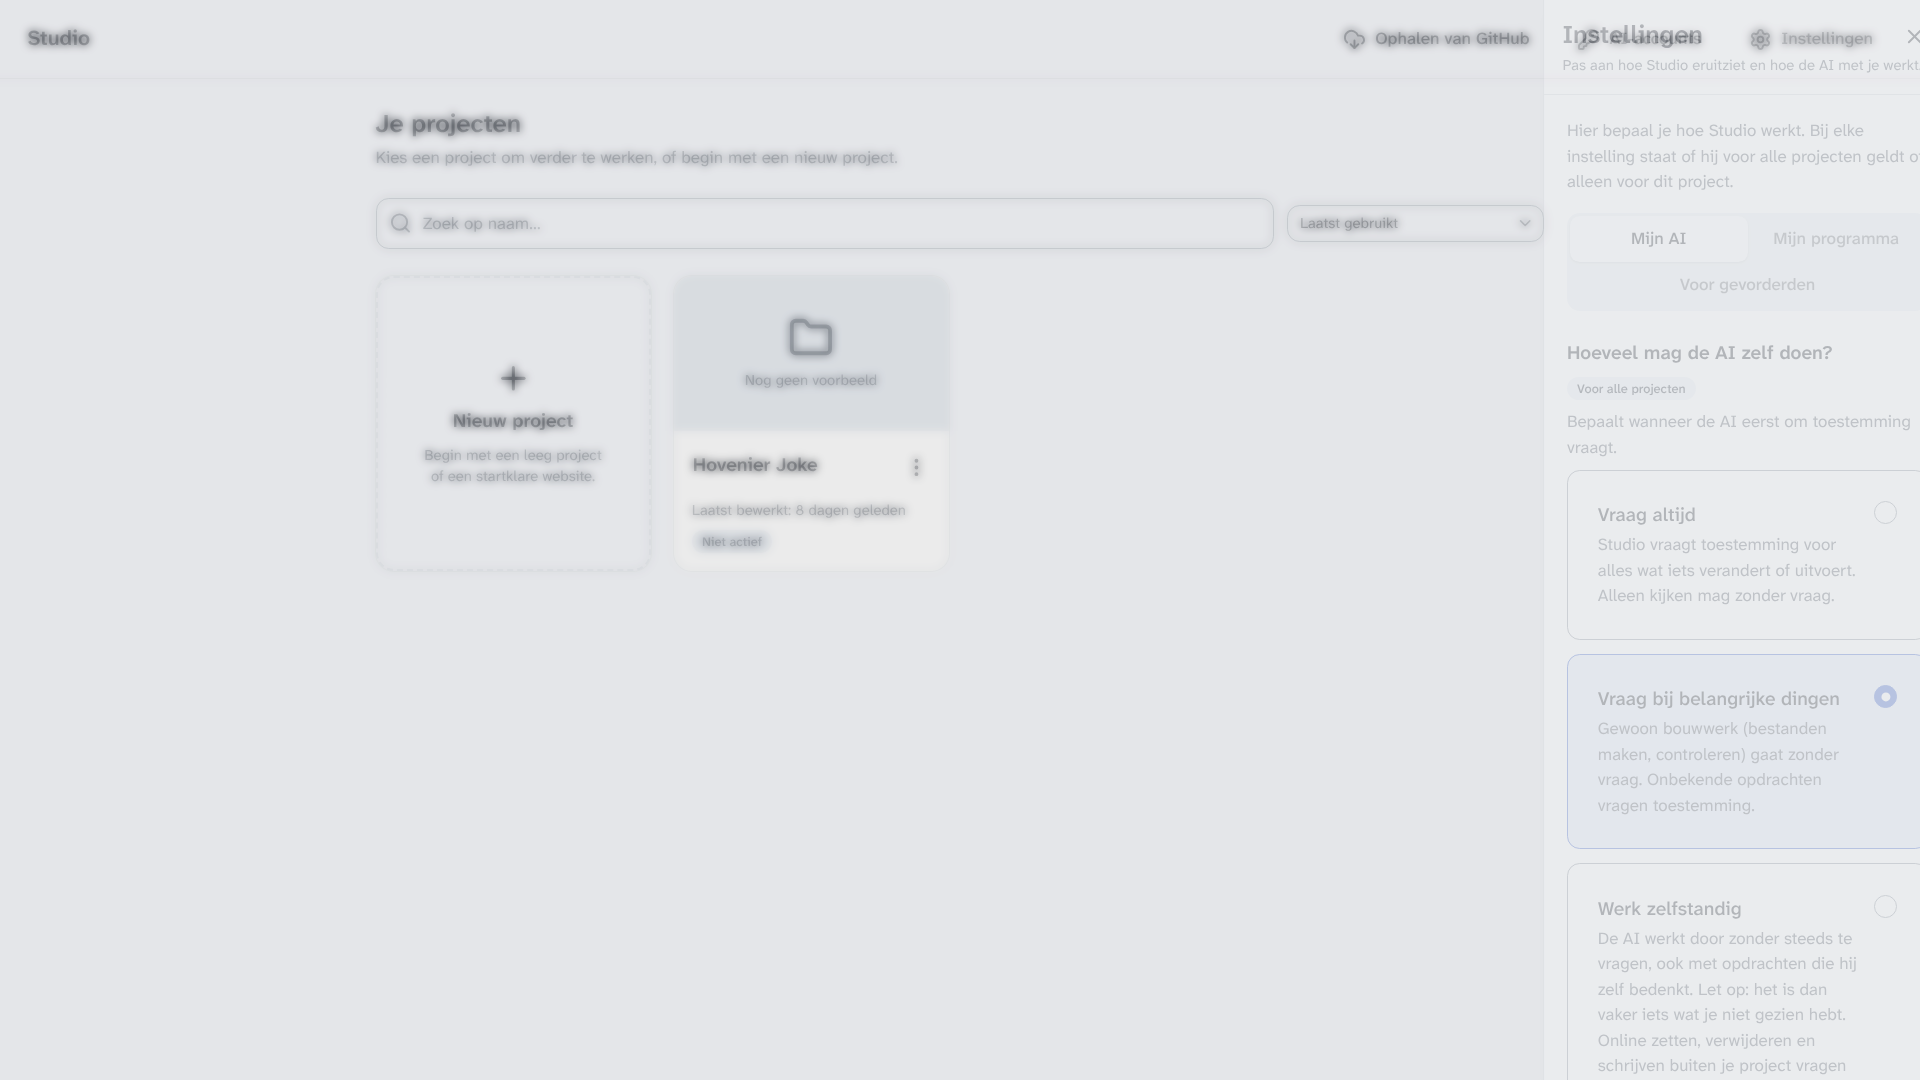 Studio
Ophalen van GitHub
Instellingen
Instellingen
Pas aan hoe Studio eruitziet en hoe de AI met je werkt.
Je projecten
Kies een project om verder te werken, of begin met een nieuw project.
Zoek op naam...
Laatst gebruikt
Nieuw project
Begin met een leeg project
of een startklare website.
Nog geen voorbeeld
Hovenier Joke
Laatst bewerkt: 8 dagen geleden
Niet actief
Hier bepaal je hoe Studio werkt. Bij elke
instelling staat of hij voor alle projecten geldt of
alleen voor dit project.
Mijn AI
Mijn programma
Voor gevorderden
Hoeveel mag de AI zelf doen?
Voor alle projecten
Bepaalt wanneer de AI eerst om toestemming
vraagt.
Vraag altijd
Studio vraagt toestemming voor
alles wat iets verandert of uitvoert.
Alleen kijken mag zonder vraag.
Vraag bij belangrijke dingen
Gewoon bouwwerk (bestanden
maken, controleren) gaat zonder
vraag. Onbekende opdrachten
vragen toestemming.
Werk zelfstandig
De AI werkt door zonder steeds te
vragen, ook met opdrachten die hij
zelf bedenkt. Let op: het is dan
vaker iets wat je niet gezien hebt.
Online zetten, verwijderen en
schrijven buiten je project vragen